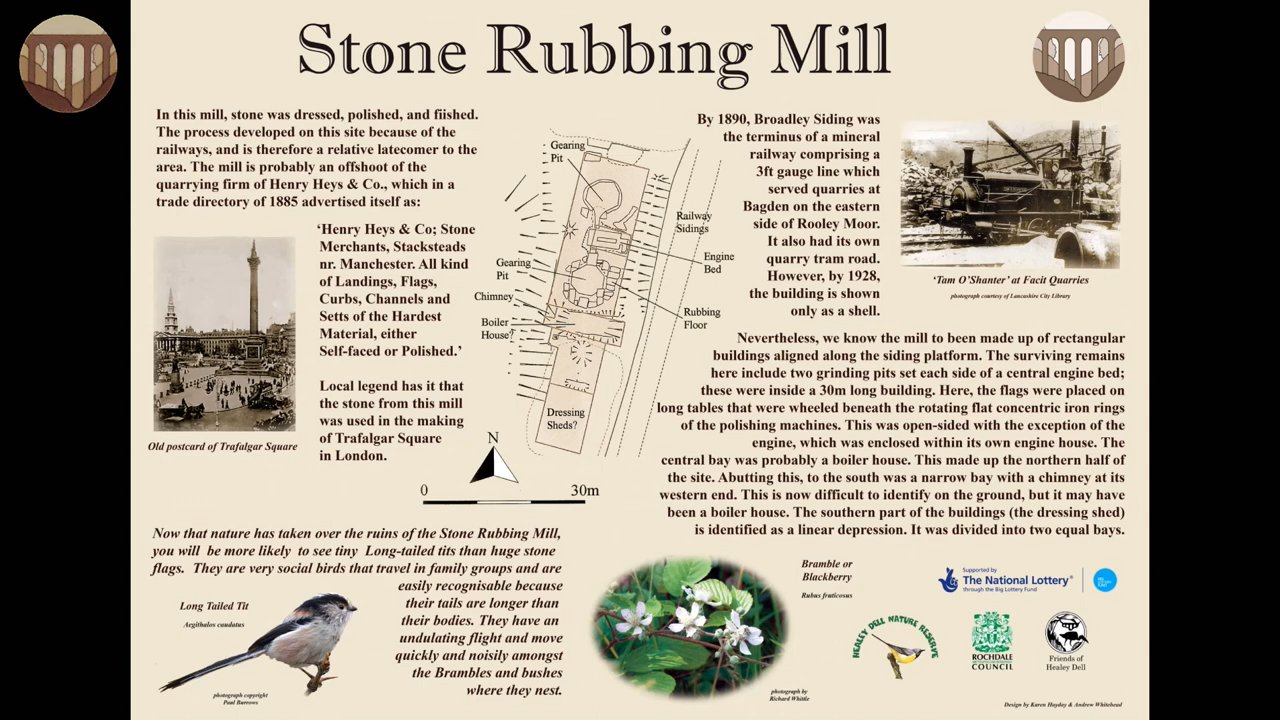 Stone Rubbing Mill
In this mill, stone was dressed, polished, and fiished.
The process developed on this site because of the
railways, and is therefore a relative latecomer to the
area. The mill is probably an offshoot of the
quarrying firm of Henry Heys & Co., which in a
trade directory of 1885 advertised itself as:
‘Henry Heys & Co; Stone
Merchants, Stacksteads
nr. Manchester. All kind
of Landings, Flags,
Curbs, Channels and
Setts of the Hardest
Material, either
Self-faced or Polished.’
Local legend has it that
the stone from this mill
was used in the making
of Trafalgar Square
in London.
Old postcard of Trafalgar Square
Gearing
Pit
Railway
Sidings
Engine
Bed
Gearing
Pit
Chimney
Rubbing
Floor
Boiler
House?
Dressing
Sheds?
N
0 30m
By 1890, Broadley Siding was
the terminus of a mineral
railway comprising a
3ft gauge line which
served quarries at
Bagden on the eastern
side of Rooley Moor.
It also had its own
quarry tram road.
However, by 1928,
the building is shown
only as a shell.
‘Tam O’Shanter’ at Facit Quarries
photograph courtesy of Lancashire City Library
Nevertheless, we know the mill to been made up of rectangular
buildings aligned along the siding platform. The surviving remains
here include two grinding pits set each side of a central engine bed;
these were inside a 30m long building. Here, the flags were placed on
long tables that were wheeled beneath the rotating flat concentric iron rings
of the polishing machines. This was open-sided with the exception of the
engine, which was enclosed within its own engine house. The
central bay was probably a boiler house. This made up the northern half of
the site. Abutting this, to the south was a narrow bay with a chimney at its
western end. This is now difficult to identify on the ground, but it may have
been a boiler house. The southern part of the buildings (the dressing shed)
is identified as a linear depression. It was divided into two equal bays.
Now that nature has taken over the ruins of the Stone Rubbing Mill,
you will be more likely to see tiny Long-tailed tits than huge stone
flags. They are very social birds that travel in family groups and are
easily recognisable because
their tails are longer than
their bodies. They have an
undulating flight and move
quickly and noisily amongst
the Brambles and bushes
where they nest.
Long Tailed Tit
Aegithalos caudatus
photograph copyright
Paul Burrows
Bramble or
Blackberry
Rubus fruticosus
photograph by
Richard Whittle
Supported by
The National Lottery®
through the Big Lottery Fund
HEALEY DELL NATURE RESERVE
ROCHDALE
COUNCIL
Friends of
Healey Dell
Design by Karen Hayday & Andrew Whitehead